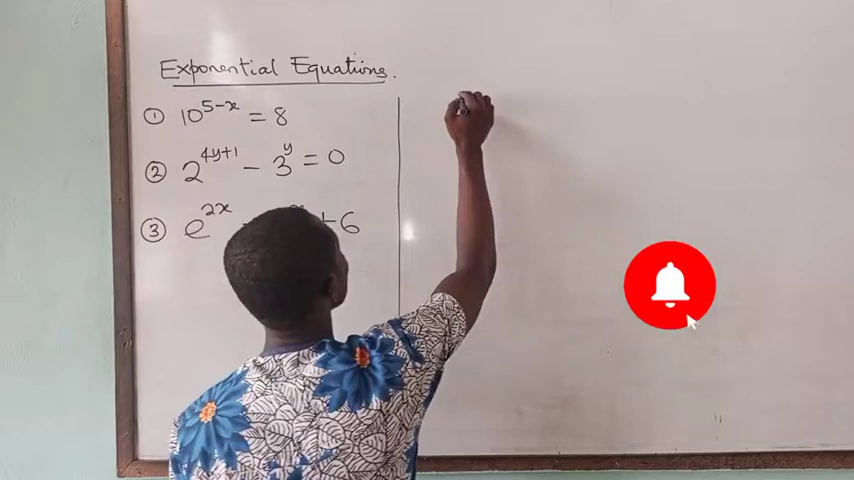 Exponential Equations.
① 10^(5-x) = 8
② 2^(4y+1) - 3^y = 0
③ e^(2x) - + 6